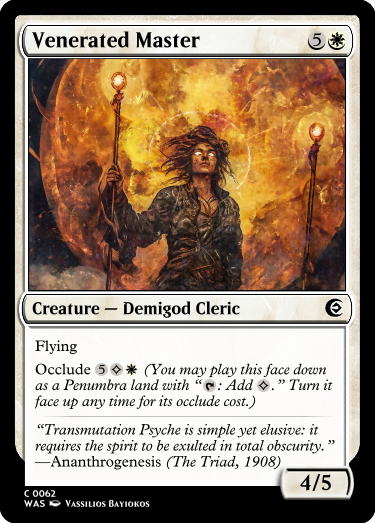 Venerated Master 5
Creature — Demigod Cleric
Flying
Occlude 5 (You may play this face down
as a Penumbra land with “: Add .” Turn it
face up any time for its occlude cost.)
“Transmutation Psyche is simple yet elusive: it
requires the spirit to be exulted in total obscurity.”
—Ananthrogenesis (The Triad, 1908)
4/5
C 0062
WAS Vassilios Bayiokos